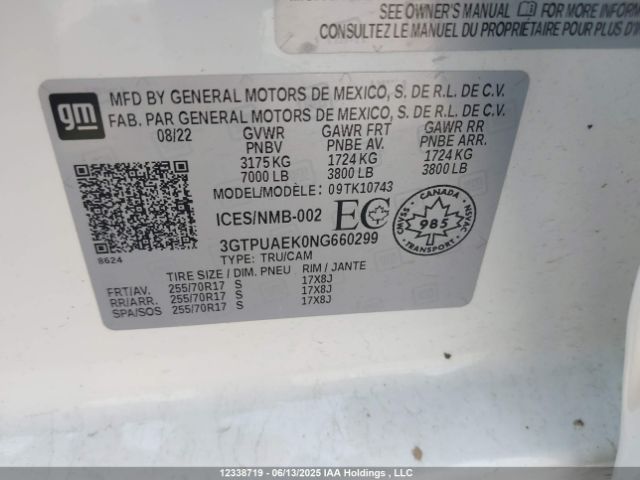 SEE OWNER'S MANUAL FOR MORE INFORM
CONSULTEZ LE MANUEL DU PROPRIÉTAIRE POUR PLUS D'I
gm
MFD BY GENERAL MOTORS DE MEXICO, S. DE R.L. DE C.V.
FAB. PAR GENERAL MOTORS DE MEXICO, S. DE R.L. DE C.V.
08/22 GVWR GAWR FRT GAWR RR
PNBV PNBE AV. PNBE ARR.
3175 KG 1724 KG 1724 KG
7000 LB 3800 LB 3800 LB
MODEL/MODÈLE: 09TK10743
ICES/NMB-002 EC
CANADA
985
3GTPUAEK0NG660299
8624 TYPE: TRU/CAM
TIRE SIZE / DIM. PNEU RIM / JANTE
FRT/AV. 255/70R17 S 17X8J
RR/ARR. 255/70R17 S 17X8J
SPA/SOS 255/70R17 S 17X8J
12338719 - 06/13/2025 IAA Holdings , LLC